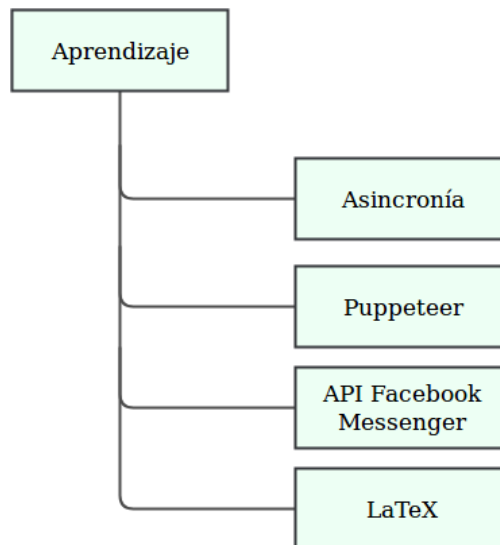 Aprendizaje
Asincronía
Puppeteer
API Facebook
Messenger
LaTeX